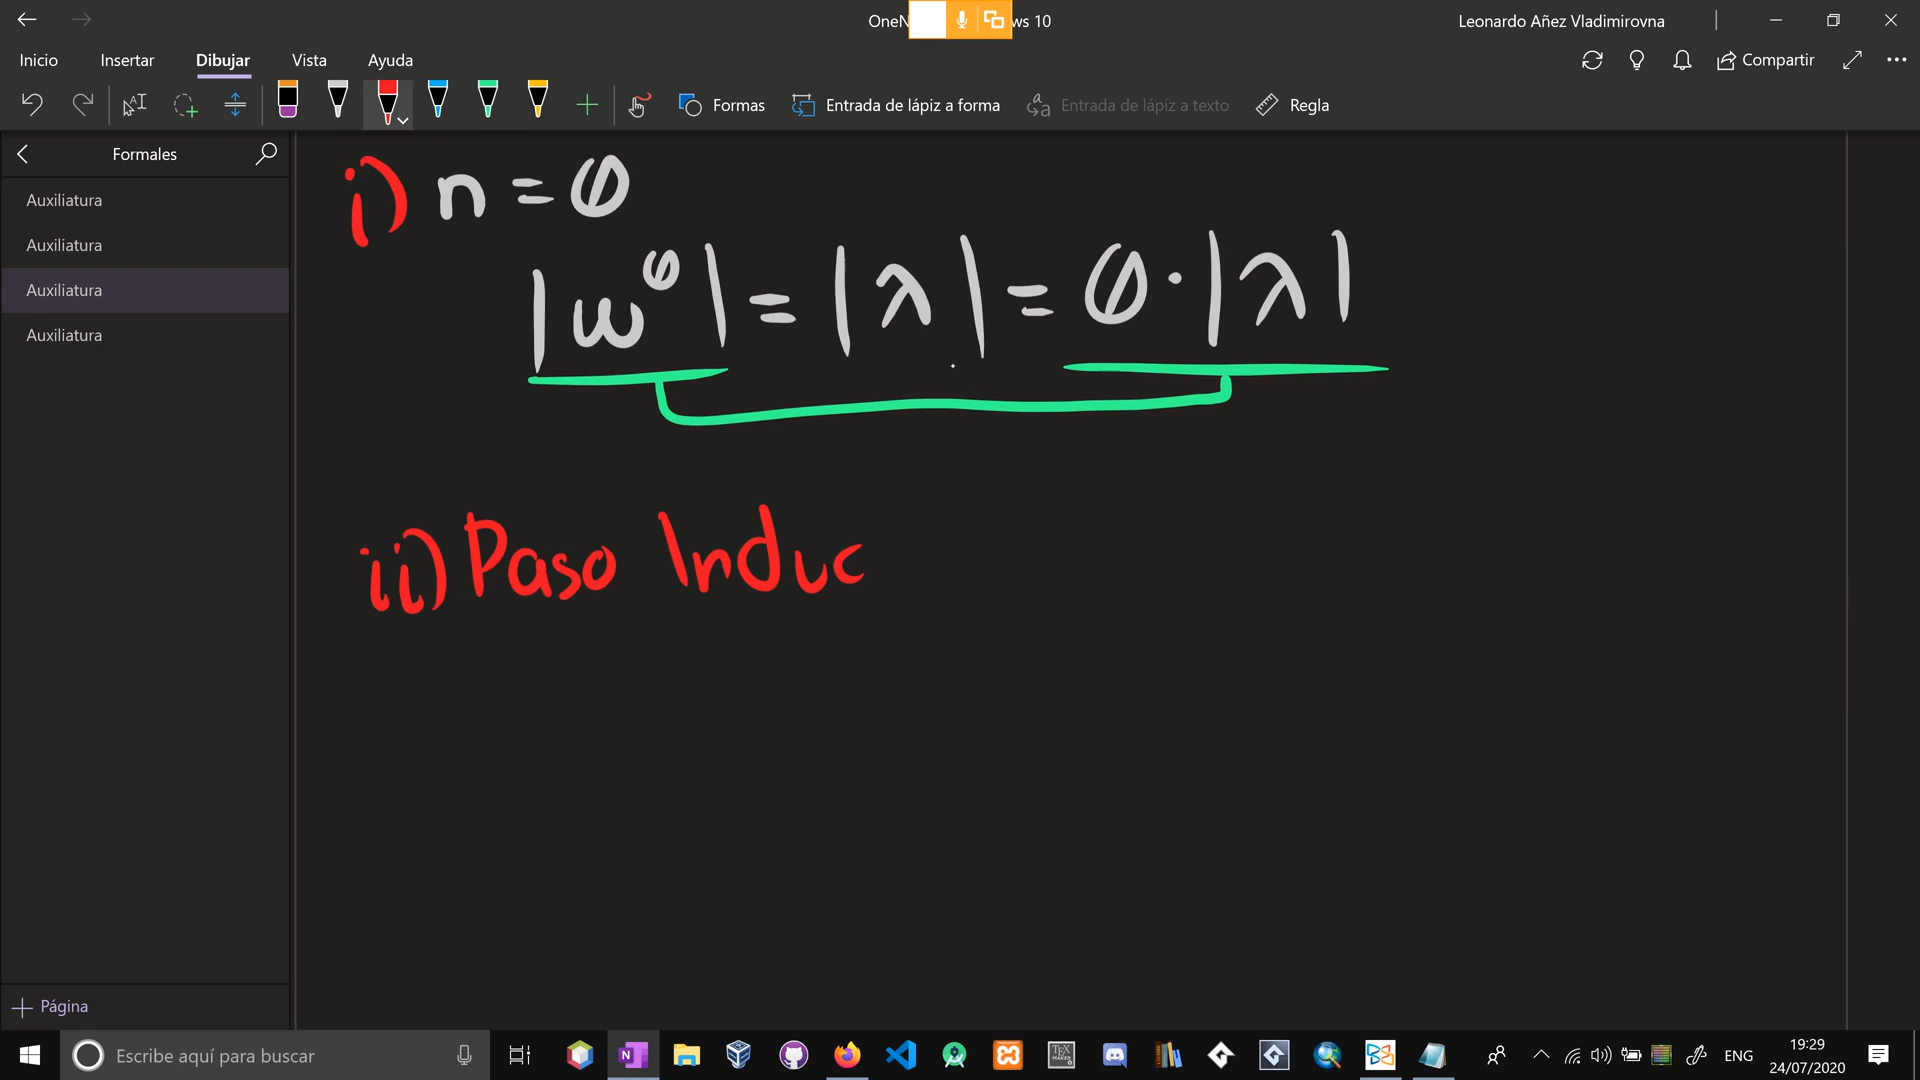 OneN
ws 10
Leonardo Añez Vladimirovna
Inicio
Insertar
Dibujar
Vista
Ayuda
Compartir
Formas
Entrada de lápiz a forma
Entrada de lápiz a texto
Regla
Formales
Auxiliatura
Auxiliatura
Auxiliatura
Auxiliatura
i) n = 0
|w⁰| = |λ| = 0·|λ|
ii) Paso Induc
Página
Escribe aquí para buscar
ENG
19:29
24/07/2020